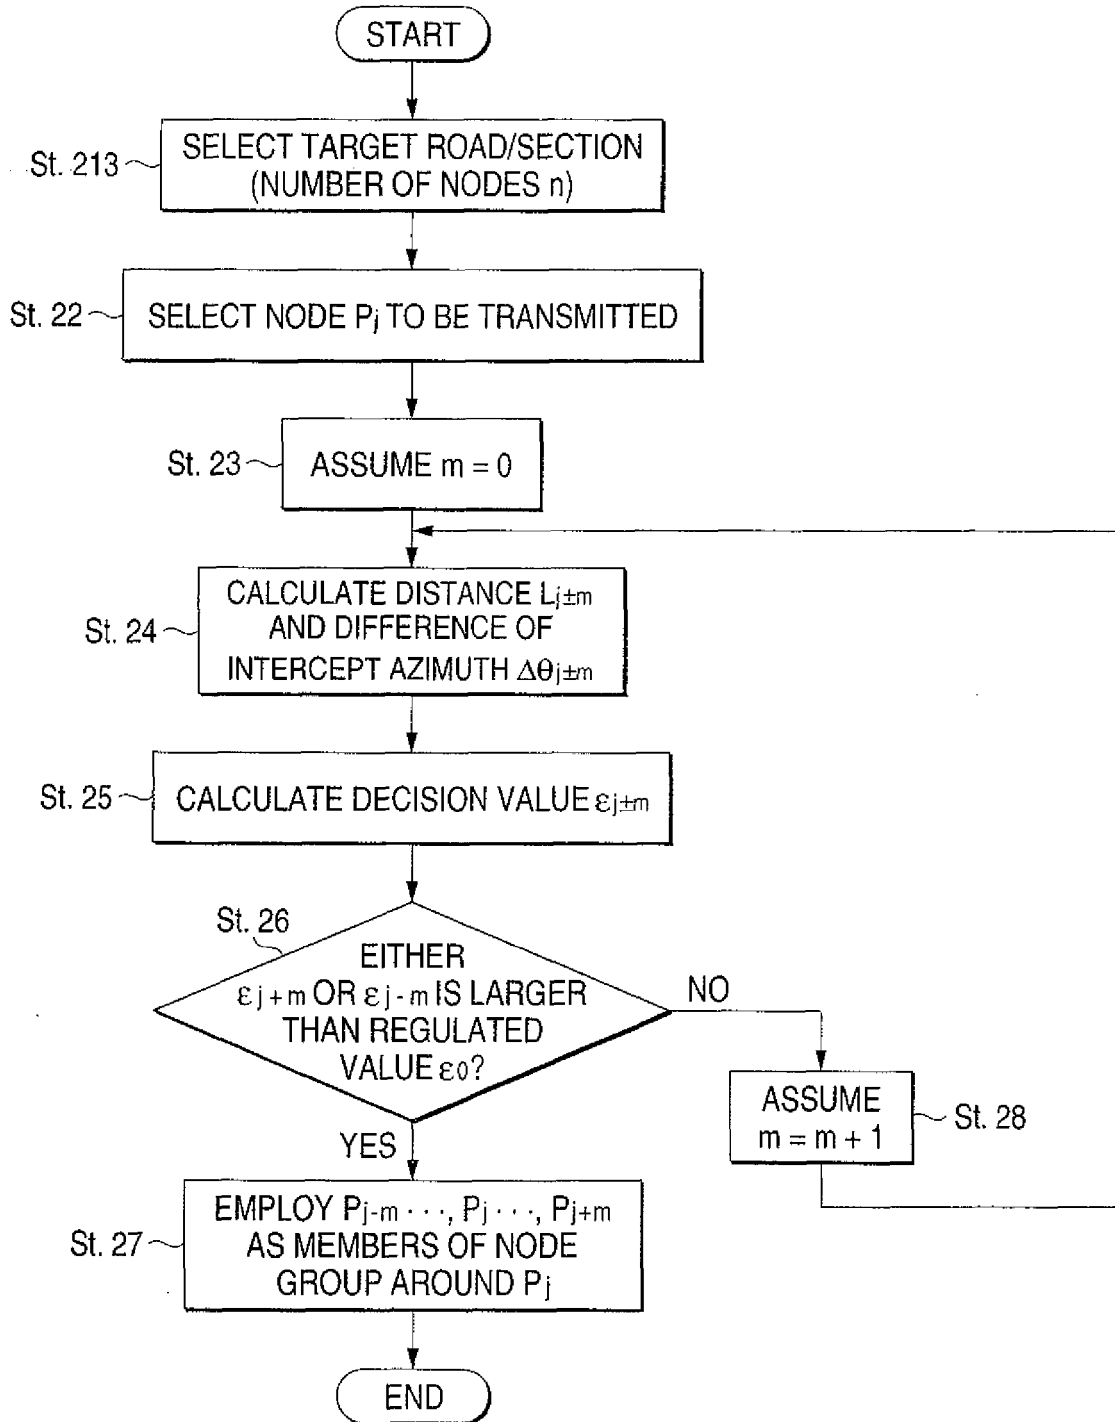 START
St. 213
SELECT TARGET ROAD/SECTION
(NUMBER OF NODES n)
St. 22
SELECT NODE Pj TO BE TRANSMITTED
St. 23
ASSUME m = 0
St. 24
CALCULATE DISTANCE Lj±m
AND DIFFERENCE OF
INTERCEPT AZIMUTH Δθj±m
St. 25
CALCULATE DECISION VALUE εj±m
St. 26
EITHER
εj+m OR εj-m IS LARGER
THAN REGULATED
VALUE ε0?
NO
YES
ASSUME
m = m + 1
St. 28
St. 27
EMPLOY Pj-m ···, Pj ···, Pj+m
AS MEMBERS OF NODE
GROUP AROUND Pj
END